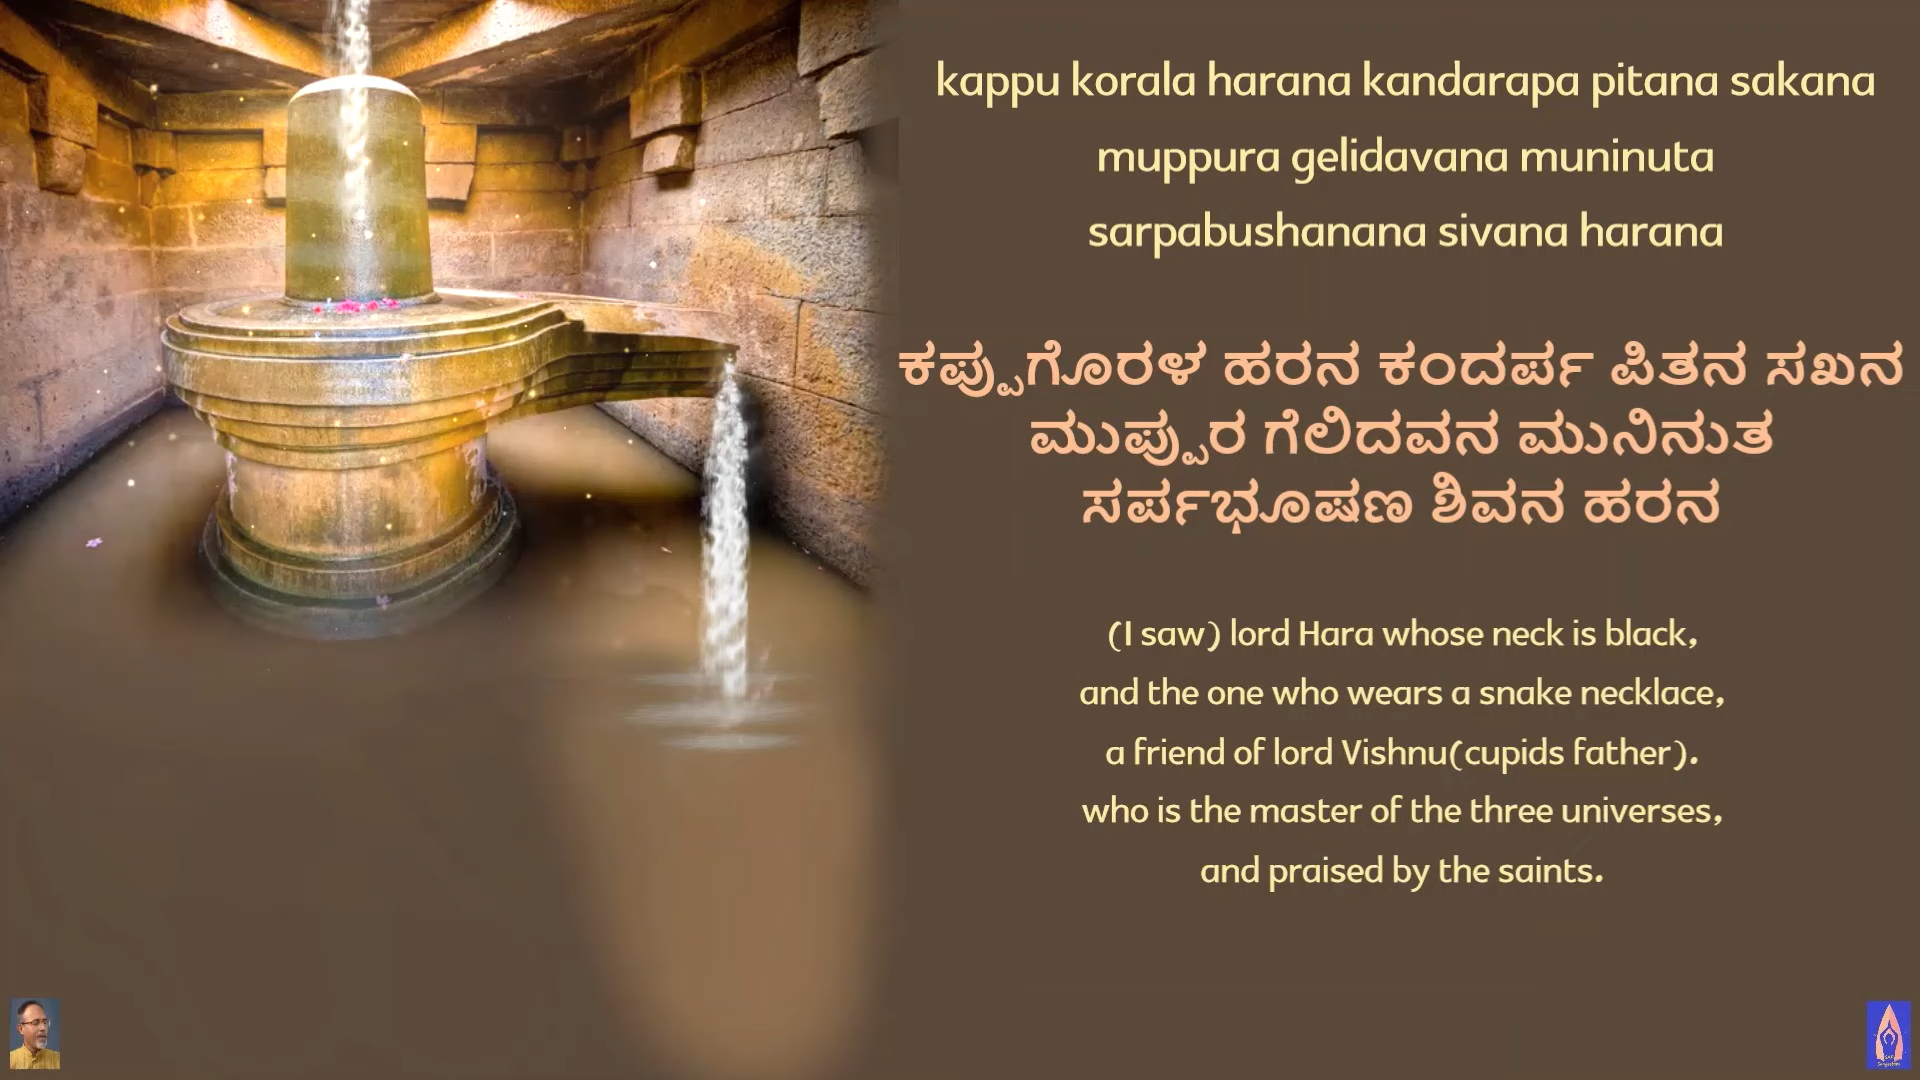 kappu korala harana kandarapa pitana sakana
muppura gelidavana muninuta
sarpabushanana sivana harana
ಕಪ್ಪುಗೊರಳ ಹರನ ಕಂದರ್ಪ ಪಿತನ ಸಖನ
ಮುಪ್ಪುರ ಗೆಲಿದವನ ಮುನಿನುತ
ಸರ್ಪಭೂಷಣ ಶಿವನ ಹರನ
(I saw) lord Hara whose neck is black,
and the one who wears a snake necklace,
a friend of lord Vishnu(cupids father).
who is the master of the three universes,
and praised by the saints.